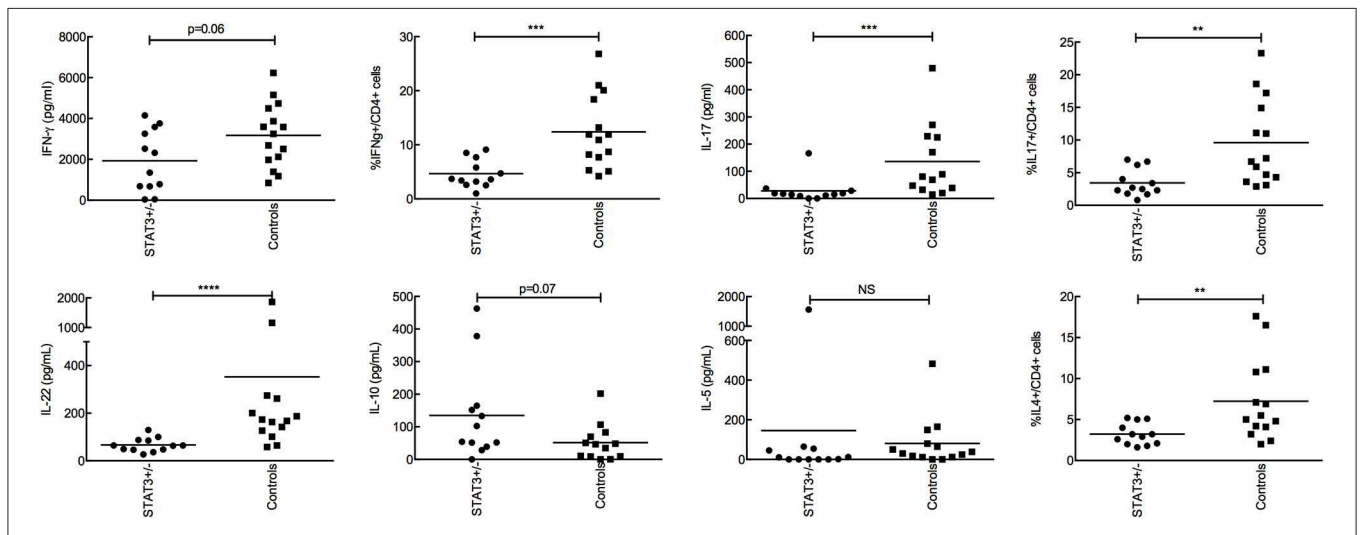 p=0.06
IFN-γ (pg/ml)
8000
6000
4000
2000
0
STAT3+/-
Controls
***
%IFNg+/CD4+ cells
30
20
10
0
STAT3+/-
Controls
***
IL-17 (pg/ml)
600
500
400
300
200
100
0
STAT3+/-
Controls
**
%IL17+/CD4+ cells
25
20
15
10
5
0
STAT3+/-
Controls
****
IL-22 (pg/mL)
2000
1000
400
200
0
STAT3+/-
Controls
p=0.07
IL-10 (pg/mL)
500
400
300
200
100
0
STAT3+/-
Controls
NS
IL-5 (pg/mL)
2000
1000
600
400
200
0
STAT3+/-
Controls
**
%IL4+/CD4+ cells
20
15
10
5
0
STAT3+/-
Controls